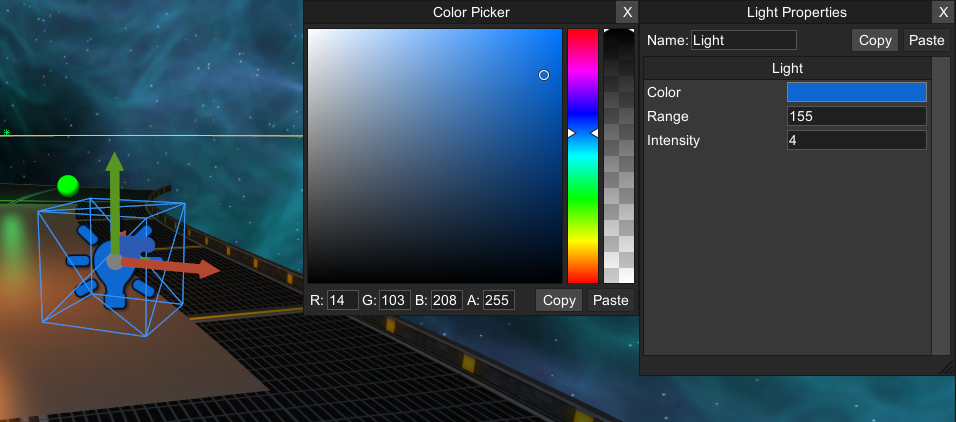 Color Picker X
R: 14 G: 103 B: 208 A: 255 Copy Paste
Light Properties X
Name: Light Copy Paste
Light
Color
Range 155
Intensity 4